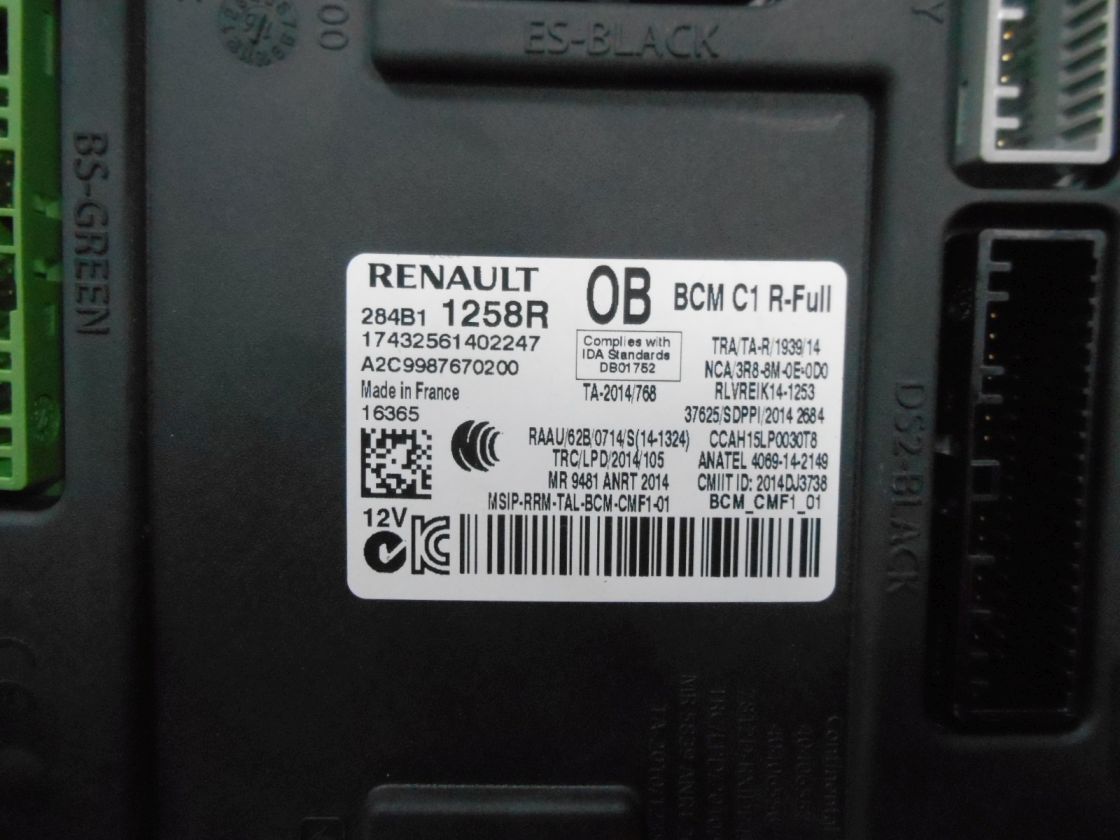 00
ES-BLACK
BS-GREEN
RENAULT
284B1 1258R
17432561402247
A2C9987670200
Made in France
16365
0B
BCM C1 R-Full
Complies with
IDA Standards
DB01752
TA-2014/768
TRA/TA-R/1939/14
NCA/3R8-8M-0E-0D0
RLVREIK14-1253
37625/SDPPI/2014 2684
RAAU/62B/0714/S(14-1324)
CCAH15LP0030T8
TRC/LPD/2014/105
ANATEL 4069-14-2149
MR 9481 ANRT 2014
CMIIT ID: 2014DJ3738
MSIP-RRM-TAL-BCM-CMF1-01
BCM_CMF1_01
12V
DS2-BLACK
Continental